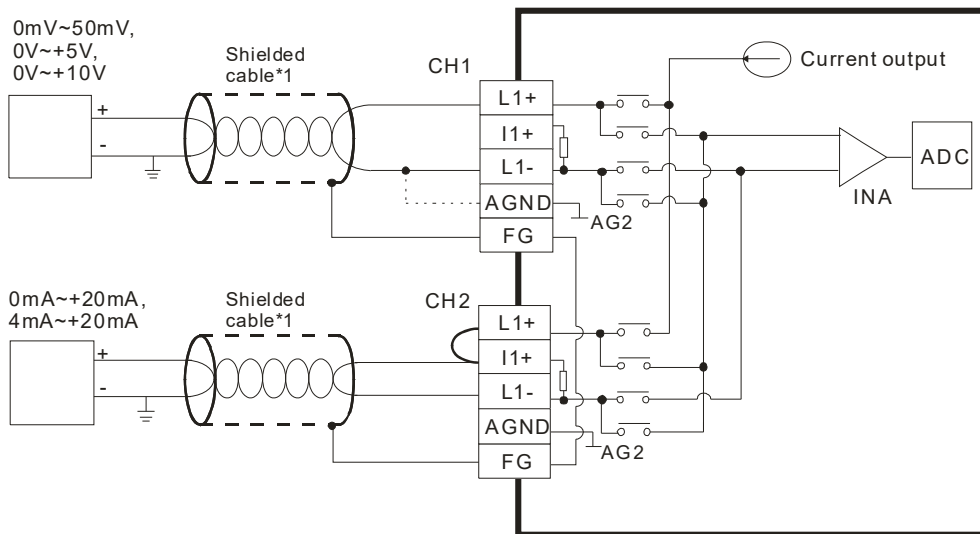 0mV~50mV,
0V~+5V,
0V~+10V
Shielded
cable*1
CH1
Current output
+
-
L1+
I1+
L1-
AGND
FG
AG2
INA
ADC
0mA~+20mA,
4mA~+20mA
Shielded
cable*1
CH2
+
-
L1+
I1+
L1-
AGND
FG
AG2